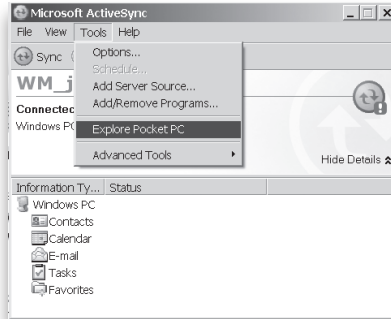 Microsoft ActiveSync
File View Tools Help
Sync
Options...
Schedule...
Add Server Source...
Add/Remove Programs...
Explore Pocket PC
Advanced Tools
WM_j
Connected
Windows PC
Hide Details
Information Ty... Status
Windows PC
Contacts
Calendar
E-mail
Tasks
Favorites